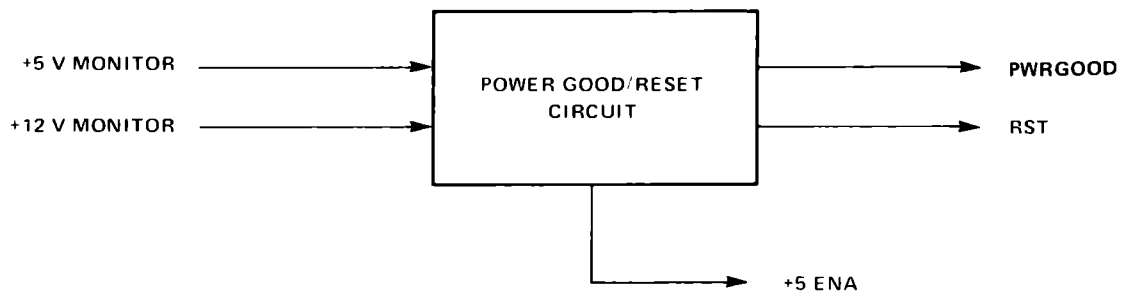 +5 V MONITOR
+12 V MONITOR
POWER GOOD/RESET
CIRCUIT
PWRGOOD
RST
+5 ENA